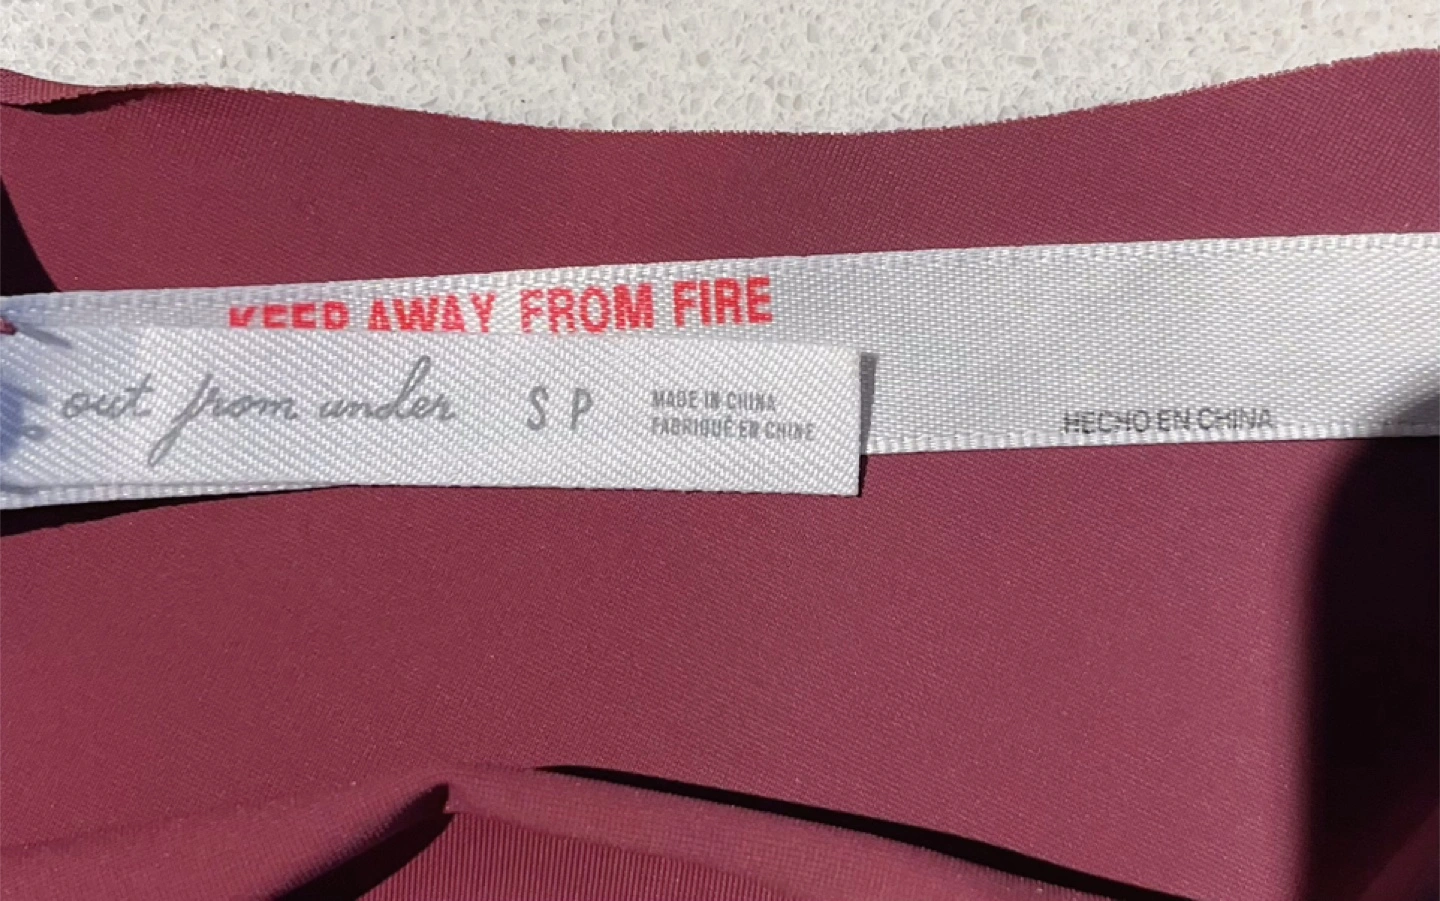 KEEP AWAY FROM FIRE
out from under S P
MADE IN CHINA
FABRIQUÉ EN CHINE
HECHO EN CHINA